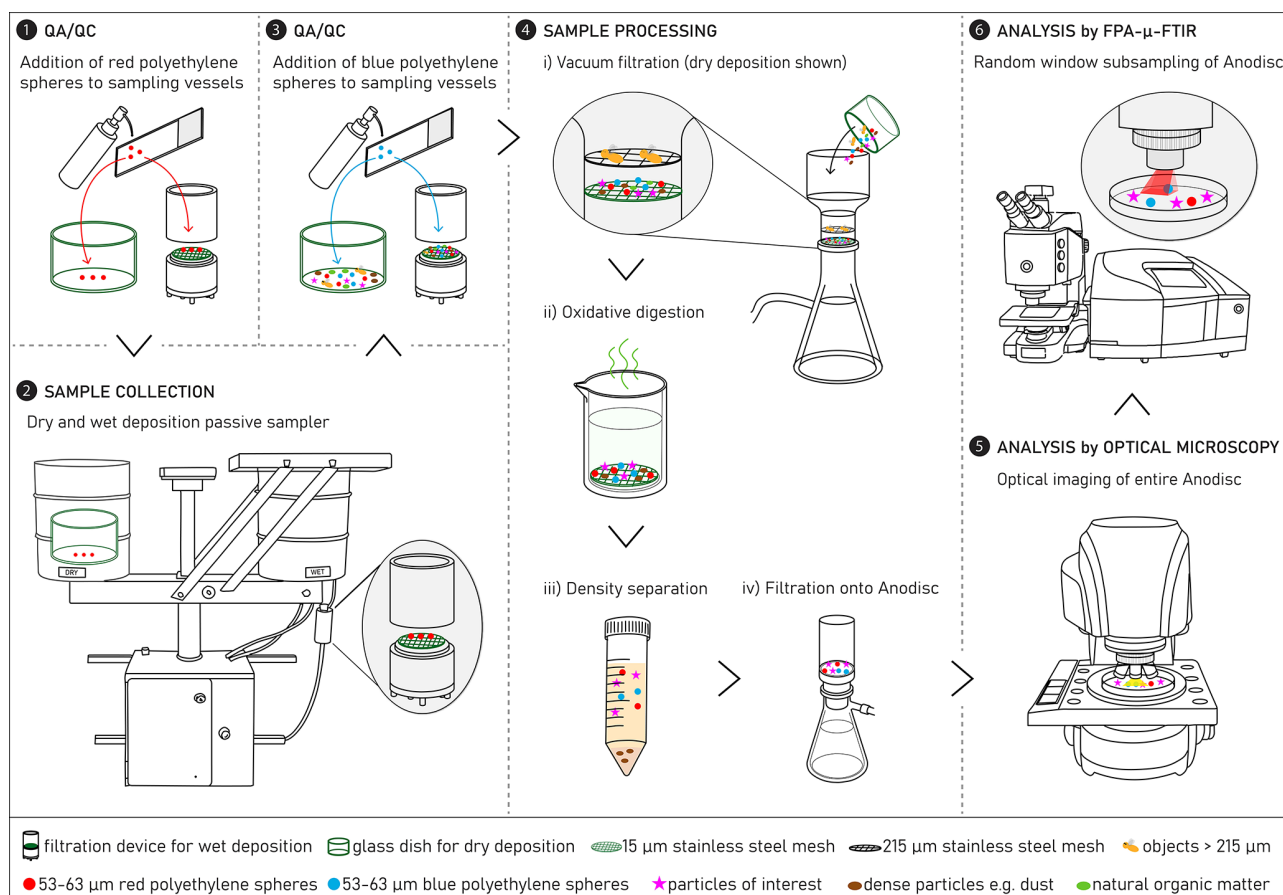 1 QA/QC
Addition of red polyethylene
spheres to sampling vessels
2 SAMPLE COLLECTION
Dry and wet deposition passive sampler
DRY
WET
3 QA/QC
Addition of blue polyethylene
spheres to sampling vessels
4 SAMPLE PROCESSING
i) Vacuum filtration (dry deposition shown)
ii) Oxidative digestion
iii) Density separation
iv) Filtration onto Anodisc
5 ANALYSIS by OPTICAL MICROSCOPY
Optical imaging of entire Anodisc
6 ANALYSIS by FPA-μ-FTIR
Random window subsampling of Anodisc
filtration device for wet deposition
glass dish for dry deposition
15 μm stainless steel mesh
215 μm stainless steel mesh
objects > 215 μm
53-63 μm red polyethylene spheres
53-63 μm blue polyethylene spheres
particles of interest
dense particles e.g. dust
natural organic matter